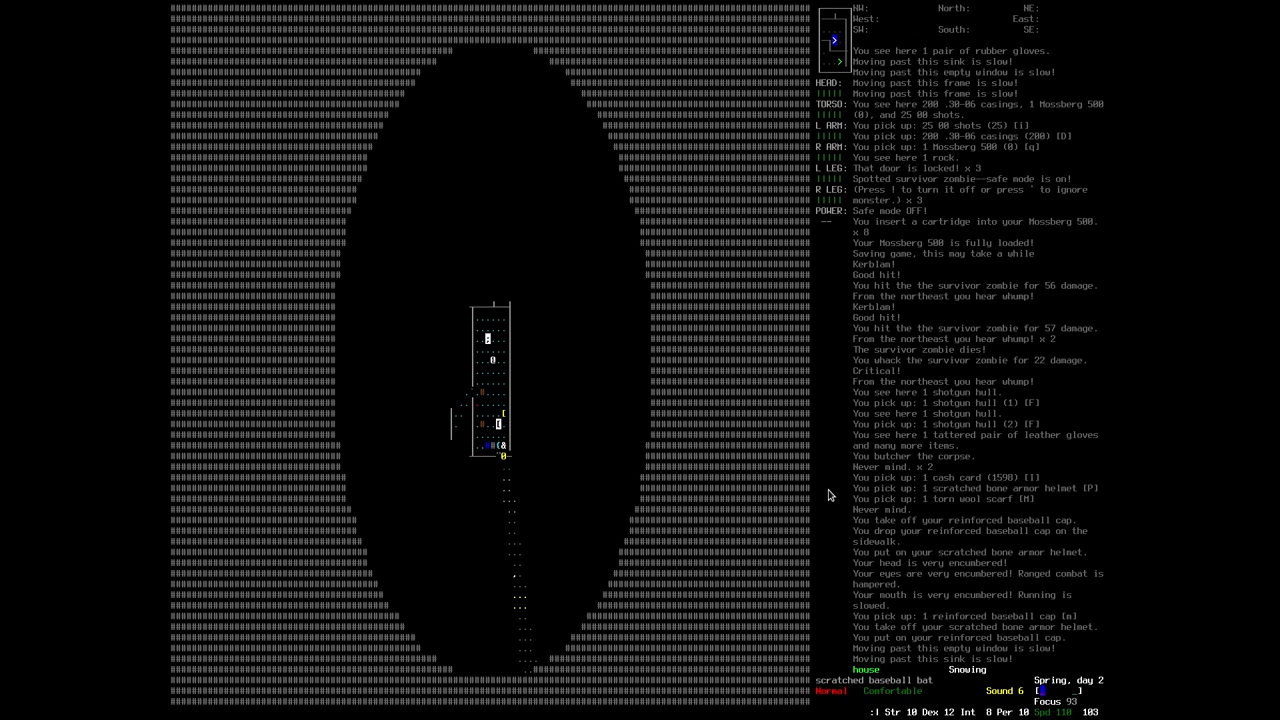 NW: North: NE:
West: East:
SW: South: SE:
You see here 1 pair of rubber gloves.
Moving past this sink is slow!
Moving past this empty window is slow!
HEAD: Moving past this frame is slow!
Moving past this frame is slow!
TORSO: You see here 200 .30-06 casings, 1 Mossberg 500
(0), and 25 00 shots.
L ARM: You pick up: 25 00 shots (25) [i]
You pick up: 200 .30-06 casings (200) [D]
R ARM: You pick up: 1 Mossberg 500 (0) [q]
You see here 1 rock.
L LEG: That door is locked! x 3
Spotted survivor zombie--safe mode is on!
R LEG: (Press ! to turn it off or press ' to ignore
monster.) x 3
POWER: Safe mode OFF!
-- You insert a cartridge into your Mossberg 500.
x 8
Your Mossberg 500 is fully loaded!
Saving game, this may take a while
Kerblam!
Good hit!
You hit the the survivor zombie for 56 damage.
From the northeast you hear whump!
Kerblam!
Good hit!
You hit the the survivor zombie for 57 damage.
From the northeast you hear whump! x 2
The survivor zombie dies!
You whack the survivor zombie for 22 damage.
Critical!
From the northeast you hear whump!
You see here 1 shotgun hull.
You pick up: 1 shotgun hull (1) [F]
You see here 1 shotgun hull.
You pick up: 1 shotgun hull (2) [F]
You see here 1 tattered pair of leather gloves
and many more items.
You butcher the corpse.
Never mind. x 2
You pick up: 1 cash card (1598) [I]
You pick up: 1 scratched bone armor helmet [P]
You pick up: 1 torn wool scarf [M]
Never mind.
You take off your reinforced baseball cap.
You drop your reinforced baseball cap on the
sidewalk.
You put on your scratched bone armor helmet.
Your head is very encumbered!
Your eyes are very encumbered! Ranged combat is
hampered.
Your mouth is very encumbered! Running is
slowed.
You pick up: 1 reinforced baseball cap [m]
You take off your scratched bone armor helmet.
You put on your reinforced baseball cap.
Moving past this empty window is slow!
Moving past this sink is slow!
house Snowing
scratched baseball bat Spring, day 2
Normal Comfortable Sound 6
Focus 93
:| Str 10 Dex 12 Int 8 Per 10 Spd 110 103